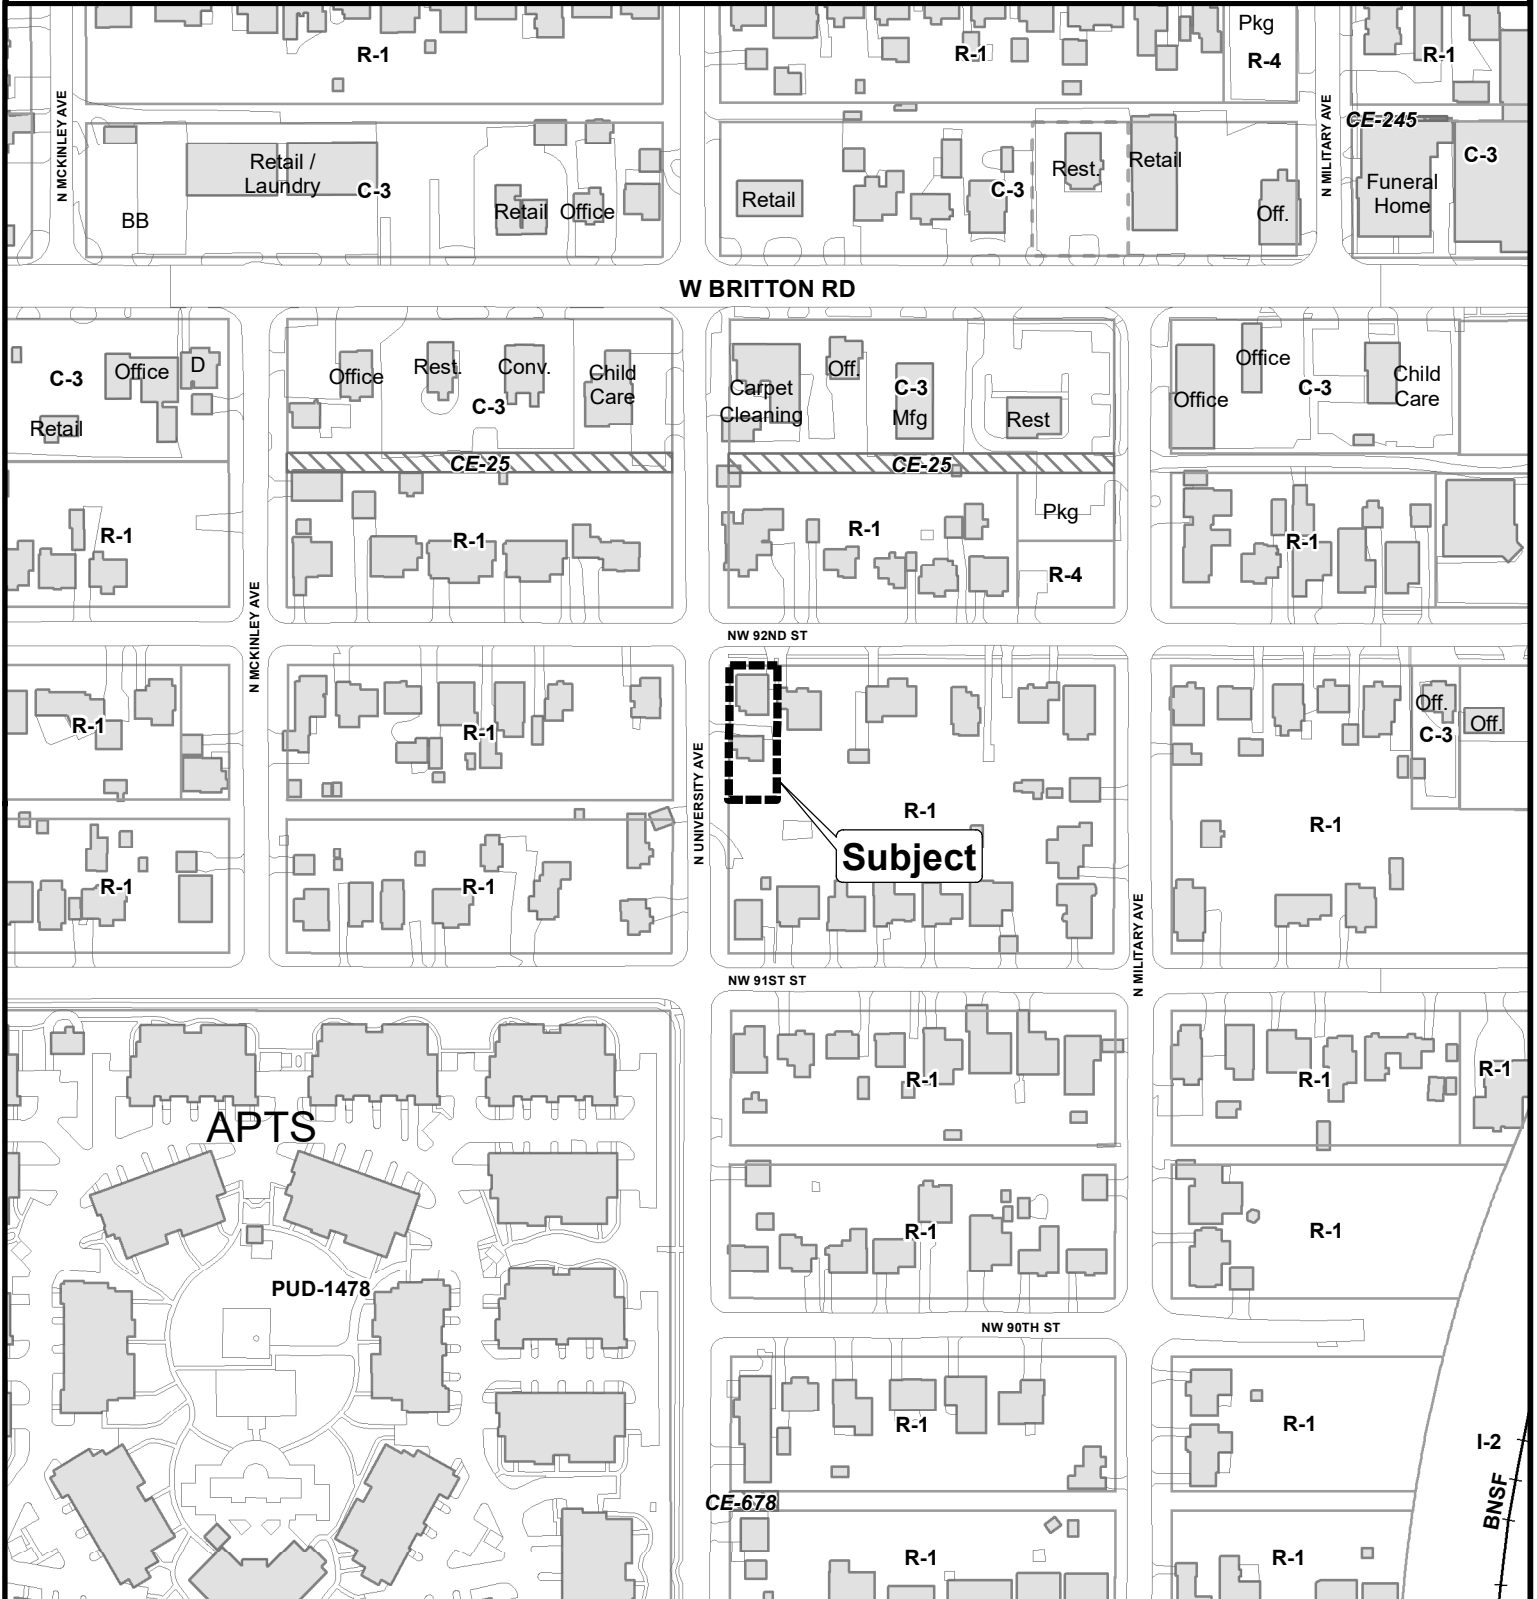 Pkg
R-1
R-1
R-4
R-1
N MCKINLEY AVE
N MILITARY AVE
CE-245
Retail /
Laundry
C-3
BB
Retail
Office
Retail
C-3
Rest.
Retail
Off.
C-3
Funeral
Home
W BRITTON RD
C-3
Office
D
Retail
Office
Rest.
Conv.
Child
Care
C-3
Carpet
Cleaning
Off.
C-3
Mfg
Rest
Office
Office
C-3
Child
Care
CE-25
CE-25
R-1
R-1
R-1
Pkg
R-4
R-1
N MCKINLEY AVE
NW 92ND ST
R-1
R-1
Off.
C-3
Off.
N UNIVERSITY AVE
R-1
R-1
Subject
R-1
R-1
N MILITARY AVE
NW 91ST ST
R-1
R-1
R-1
APTS
R-1
R-1
PUD-1478
NW 90TH ST
R-1
R-1
I-2
BNSF
CE-678
R-1
R-1